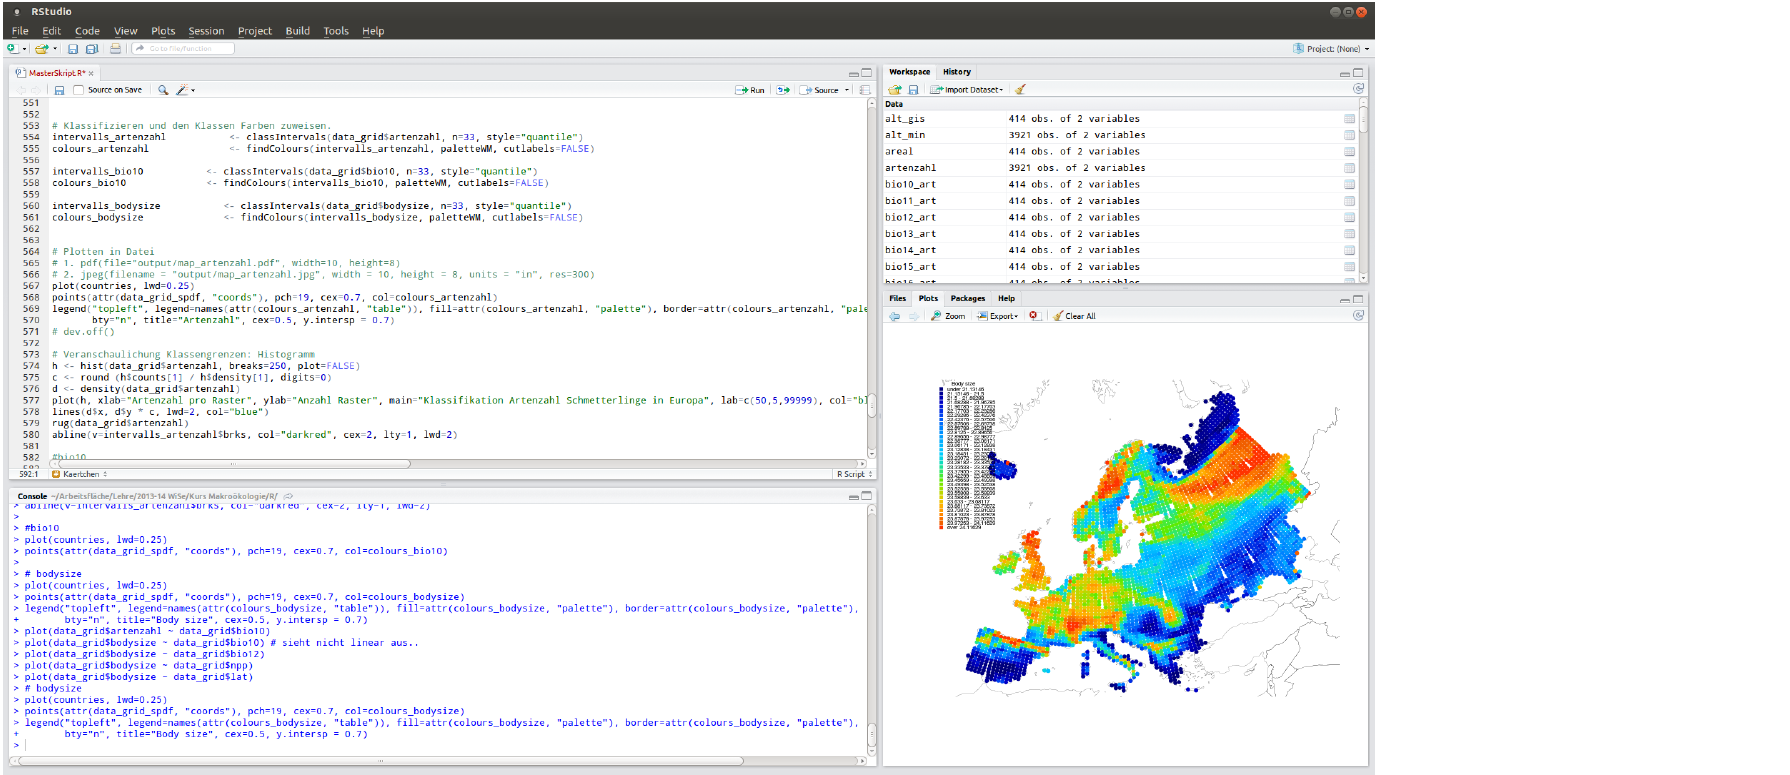 RStudio
File Edit Code View Plots Session Project Build Tools Help
Go to file/function
Project: (None)
MasterSkript.R*
Source on Save
Run
Source
551
552
553 # Klassifizieren und den Klassen Farben zuweisen.
554 intervalls_artenzahl <- classIntervals(data_grid$artenzahl, n=33, style="quantile")
555 colours_artenzahl <- findColours(intervalls_artenzahl, paletteWM, cutlabels=FALSE)
556
557 intervalls_bio10 <- classIntervals(data_grid$bio10, n=33, style="quantile")
558 colours_bio10 <- findColours(intervalls_bio10, paletteWM, cutlabels=FALSE)
559
560 intervalls_bodysize <- classIntervals(data_grid$bodysize, n=33, style="quantile")
561 colours_bodysize <- findColours(intervalls_bodysize, paletteWM, cutlabels=FALSE)
562
563
564 # Plotten in Datei
565 # 1. pdf(file="output/map_artenzahl.pdf", width=10, height=8)
566 # 2. jpeg(filename = "output/map_artenzahl.jpg", width = 10, height = 8, units = "in", res=300)
567 plot(countries, lwd=0.25)
568 points(attr(data_grid_spdf, "coords"), pch=19, cex=0.7, col=colours_artenzahl)
569 legend("topleft", legend=names(attr(colours_artenzahl, "table")), fill=attr(colours_artenzahl, "palette"), border=attr(colours_artenzahl, "pale
570 bty="n", title="Artenzahl", cex=0.5, y.intersp = 0.7)
571 # dev.off()
572
573 # Veranschaulichung Klassengrenzen: Histogramm
574 h <- hist(data_grid$artenzahl, breaks=250, plot=FALSE)
575 c <- round (h$counts[1] / h$density[1], digits=0)
576 d <- density(data_grid$artenzahl)
577 plot(h, xlab="Artenzahl pro Raster", ylab="Anzahl Raster", main="Klassifikation Artenzahl Schmetterlinge in Europa", lab=c(50,5,99999), col="bl
578 lines(d$x, d$y * c, lwd=2, col="blue")
579 rug(data_grid$artenzahl)
580 abline(v=intervalls_artenzahl$brks, col="darkred", cex=2, lty=1, lwd=2)
581
582 #bio10
592:1 Kaertchen
R Script
Console ~/Arbeitsfläche/Lehre/2013-14 WiSe/Kurs Makroökologie/R/
> abline(v=intervalls_artenzahl$brks, col="darkred", cex=2, lty=1, lwd=2)
>
> #bio10
> plot(countries, lwd=0.25)
> points(attr(data_grid_spdf, "coords"), pch=19, cex=0.7, col=colours_bio10)
>
> # bodysize
> plot(countries, lwd=0.25)
> points(attr(data_grid_spdf, "coords"), pch=19, cex=0.7, col=colours_bodysize)
> legend("topleft", legend=names(attr(colours_bodysize, "table")), fill=attr(colours_bodysize, "palette"), border=attr(colours_bodysize, "palette"),
+ bty="n", title="Body size", cex=0.5, y.intersp = 0.7)
> plot(data_grid$artenzahl ~ data_grid$bio10)
> plot(data_grid$bodysize ~ data_grid$bio10) # sieht nicht linear aus..
> plot(data_grid$bodysize ~ data_grid$bio12)
> plot(data_grid$bodysize ~ data_grid$npp)
> plot(data_grid$bodysize ~ data_grid$lat)
> # bodysize
> plot(countries, lwd=0.25)
> points(attr(data_grid_spdf, "coords"), pch=19, cex=0.7, col=colours_bodysize)
> legend("topleft", legend=names(attr(colours_bodysize, "table")), fill=attr(colours_bodysize, "palette"), border=attr(colours_bodysize, "palette"),
+ bty="n", title="Body size", cex=0.5, y.intersp = 0.7)
>
Workspace History
Import Dataset
Data
alt_gis 414 obs. of 2 variables
alt_min 3921 obs. of 2 variables
areal 414 obs. of 2 variables
artenzahl 3921 obs. of 2 variables
bio10_art 414 obs. of 2 variables
bio11_art 414 obs. of 2 variables
bio12_art 414 obs. of 2 variables
bio13_art 414 obs. of 2 variables
bio14_art 414 obs. of 2 variables
bio15_art 414 obs. of 2 variables
Files Plots Packages Help
Zoom Export Clear All
Body size
under 21.13146
over 24.11629